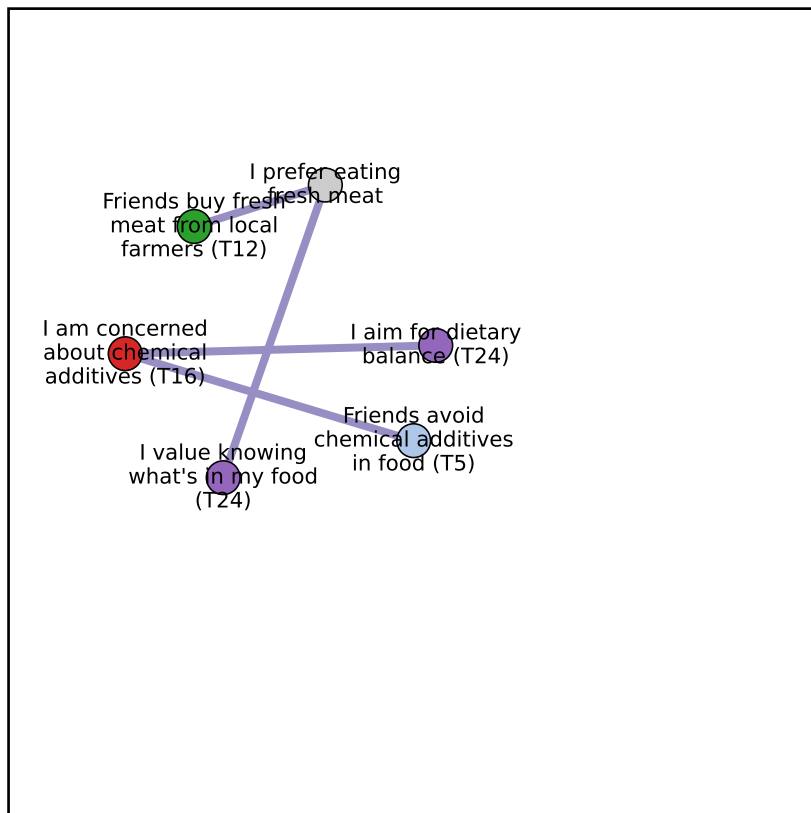 I prefer eating
fresh meat
Friends buy fresh
meat from local
farmers (T12)
I am concerned
about chemical
additives (T16)
I aim for dietary
balance (T24)
Friends avoid
chemical additives
in food (T5)
I value knowing
what's in my food
(T24)